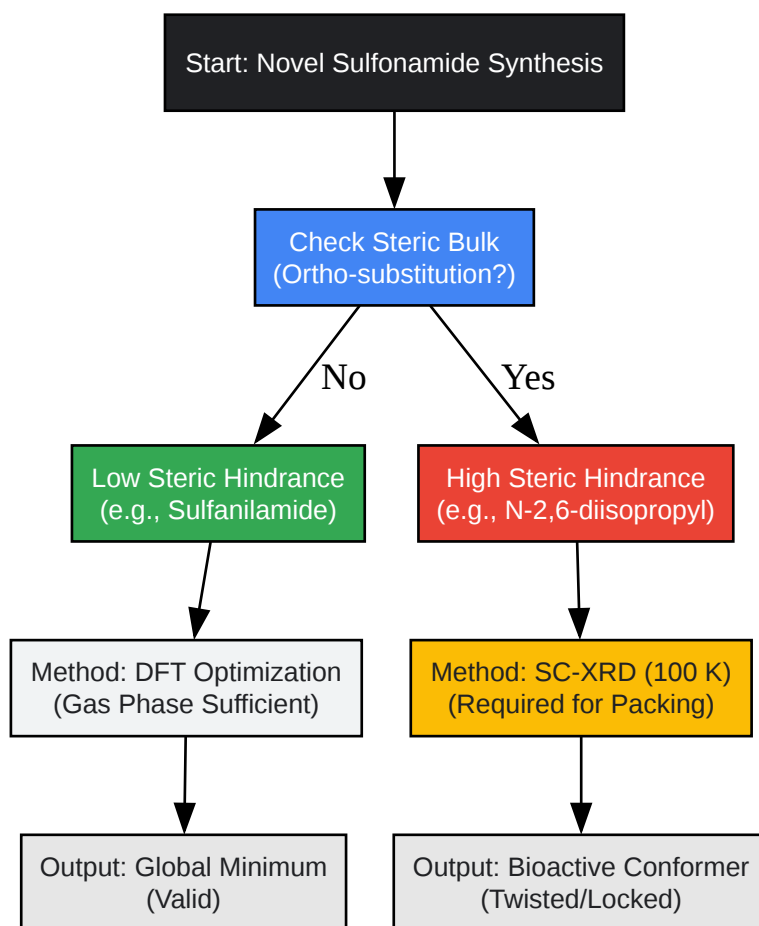 Start: Novel Sulfonamide Synthesis
Check Steric Bulk
(Ortho-substitution?)
No
Yes
Low Steric Hindrance
(e.g., Sulfanilamide)
High Steric Hindrance
(e.g., N-2,6-diisopropyl)
Method: DFT Optimization
(Gas Phase Sufficient)
Method: SC-XRD (100 K)
(Required for Packing)
Output: Global Minimum
(Valid)
Output: Bioactive Conformer
(Twisted/Locked)